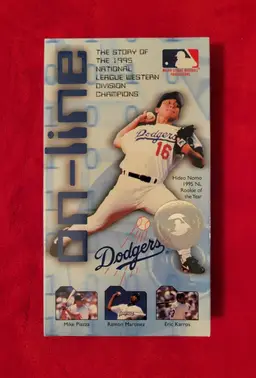 on-line
THE STORY OF
THE 1995
NATIONAL
LEAGUE WESTERN
DIVISION
CHAMPIONS
Dodgers
16
Hideo Nomo
1995 NL
Rookie of
the Year
Dodgers
Mike Piazza
Ramon Martinez
Eric Karros